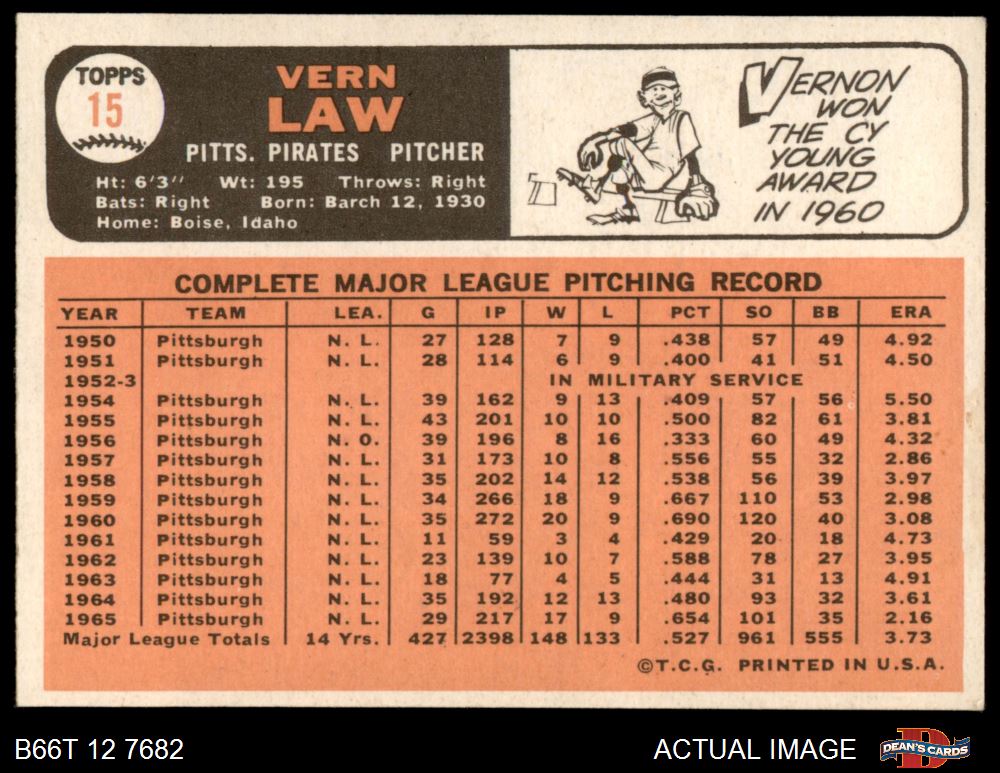 TOPPS
15
VERN
LAW
PITTS. PIRATES PITCHER
Ht: 6'3" Wt: 195 Throws: Right
Bats: Right Born: Barch 12, 1930
Home: Boise, Idaho
VERNON
WON
THE CY
YOUNG
AWARD
IN 1960
COMPLETE MAJOR LEAGUE PITCHING RECORD
YEAR TEAM LEA. G IP W L PCT SO BB ERA
1950 Pittsburgh N. L. 27 128 7 9 .438 57 49 4.92
1951 Pittsburgh N. L. 28 114 6 9 .400 41 51 4.50
1952-3 IN MILITARY SERVICE
1954 Pittsburgh N. L. 39 162 9 13 .409 57 56 5.50
1955 Pittsburgh N. L. 43 201 10 10 .500 82 61 3.81
1956 Pittsburgh N. O. 39 196 8 16 .333 60 49 4.32
1957 Pittsburgh N. L. 31 173 10 8 .556 55 32 2.86
1958 Pittsburgh N. L. 35 202 14 12 .538 56 39 3.97
1959 Pittsburgh N. L. 34 266 18 9 .667 110 53 2.98
1960 Pittsburgh N. L. 35 272 20 9 .690 120 40 3.08
1961 Pittsburgh N. L. 11 59 3 4 .429 20 18 4.73
1962 Pittsburgh N. L. 23 139 10 7 .588 78 27 3.95
1963 Pittsburgh N. L. 18 77 4 5 .444 31 13 4.91
1964 Pittsburgh N. L. 35 192 12 13 .480 93 32 3.61
1965 Pittsburgh N. L. 29 217 17 9 .654 101 35 2.16
Major League Totals 14 Yrs. 427 2398 148 133 .527 961 555 3.73
©T.C.G. PRINTED IN U.S.A.
B66T 12 7682 ACTUAL IMAGE DEAN'S CARDS